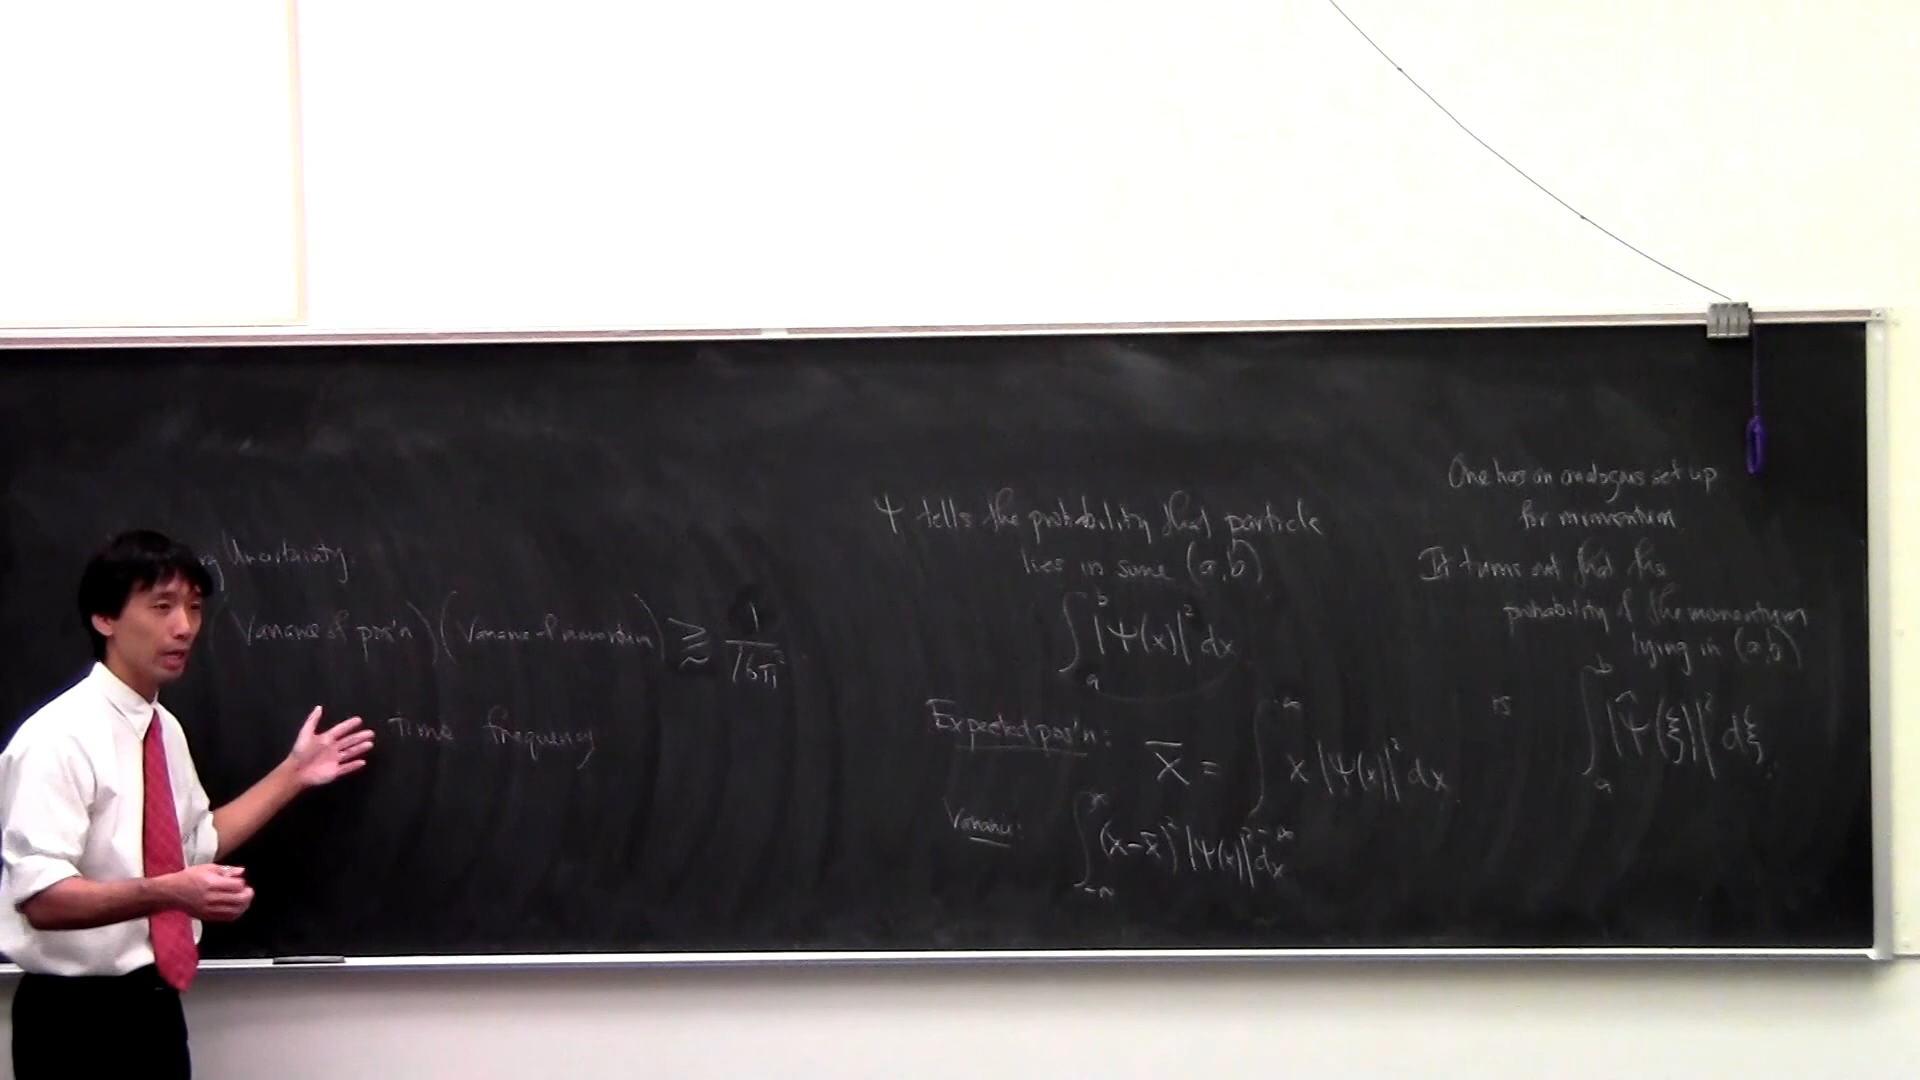 Uncertainty.
(Variance of pos'n)(Variance of momentum) ≳ 1/16π²
time frequency
Ψ tells the probability that particle
lies in some (a,b)
∫_a^b |Ψ(x)|² dx
Expected pos'n: x̄ = ∫_{-∞}^{∞} x |Ψ(x)|² dx
Variance: ∫_{-∞}^{∞} (x-x̄)² |Ψ(x)|² dx
One has an analogous set up
for momentum.
It turns out that the
probability of the momentum
lying in (a,b)
is ∫_a^b |Ψ̂(ξ)|² dξ.